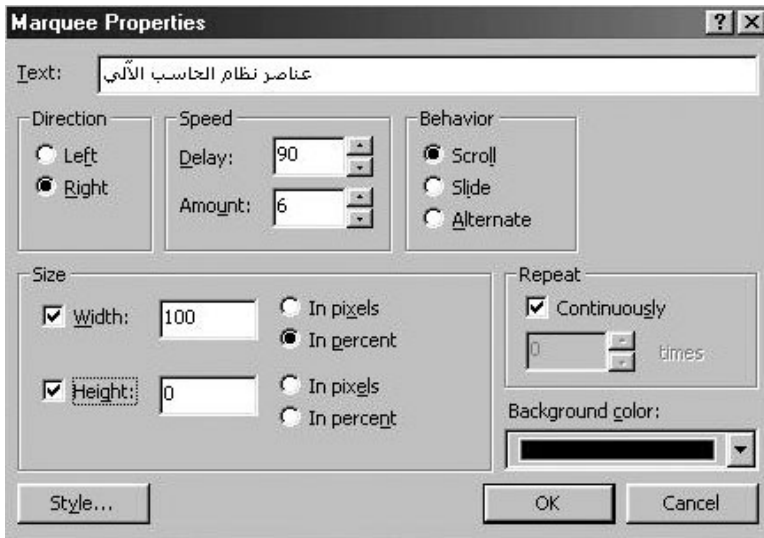 Marquee Properties
Text: عناصر نظام الحاسب الآلي
Direction
Left
Right
Speed
Delay: 90
Amount: 6
Behavior
Scroll
Slide
Alternate
Size
Width: 100
In pixels
In percent
Height: 0
In pixels
In percent
Repeat
Continuously
0 times
Background color:
Style...
OK
Cancel